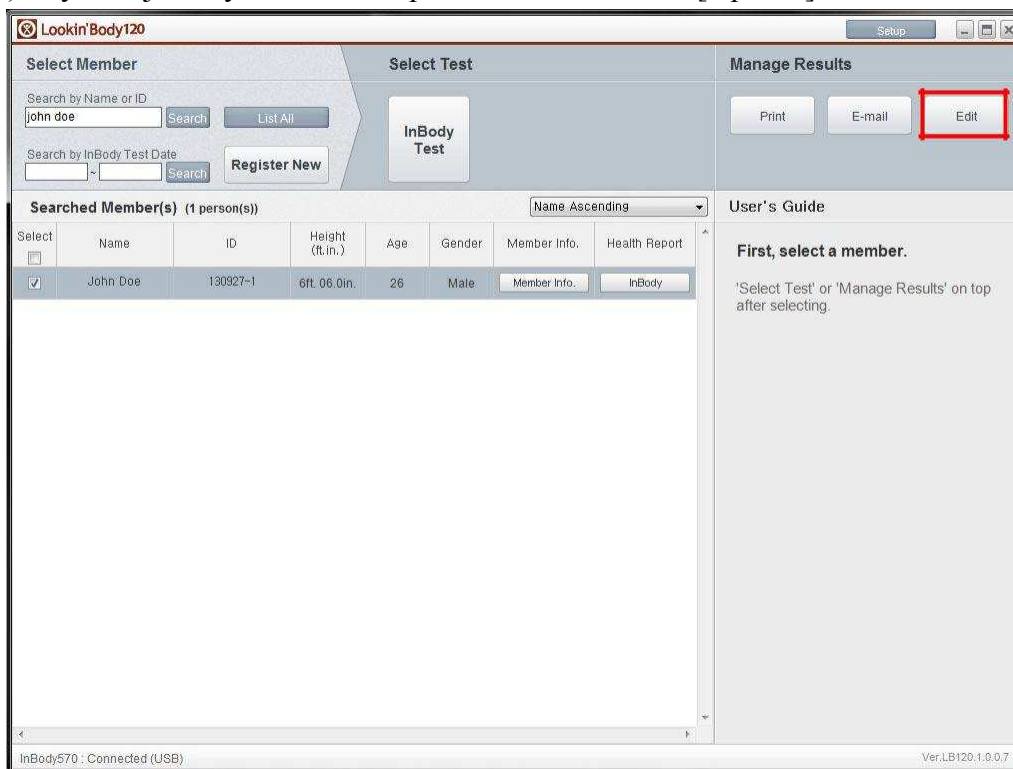 Lookin'Body120
Setup
Select Member
Select Test
Manage Results
Search by Name or ID
john doe
Search
List All
Search by InBody Test Date
~
Search
Register New
InBody
Test
Print
E-mail
Edit
Searched Member(s) (1 person(s))
Name Ascending
User's Guide
Select
Name
ID
Height
(ft.in.)
Age
Gender
Member Info.
Health Report
John Doe
130927-1
6ft. 06.0in.
26
Male
Member Info.
InBody
First, select a member.
'Select Test' or 'Manage Results' on top
after selecting.
InBody570 : Connected (USB)
Ver.LB120.1.0.0.7